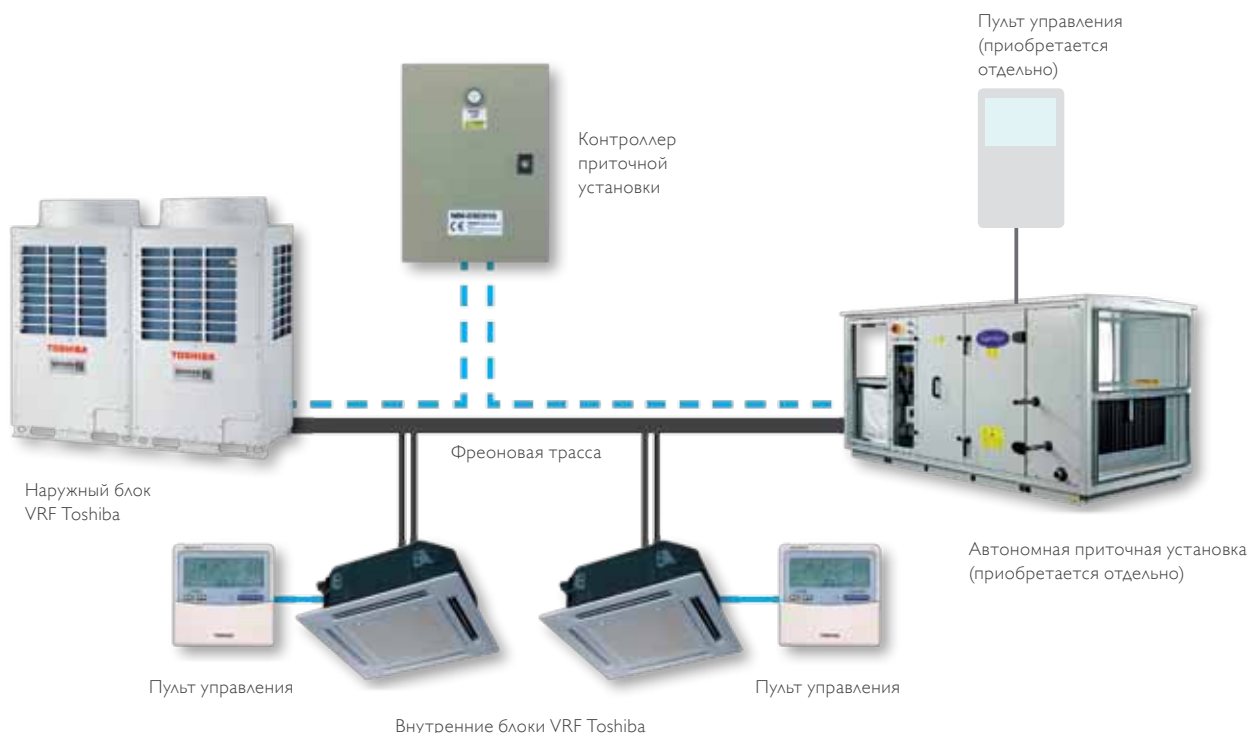 Пульт управления
(приобретается
отдельно)
Контроллер
приточной
установки
TOSHIBA
TOSHIBA
Фреоновая трасса
Наружный блок
VRF Toshiba
Автономная приточная установка
(приобретается отдельно)
Пульт управления
Пульт управления
Внутренние блоки VRF Toshiba